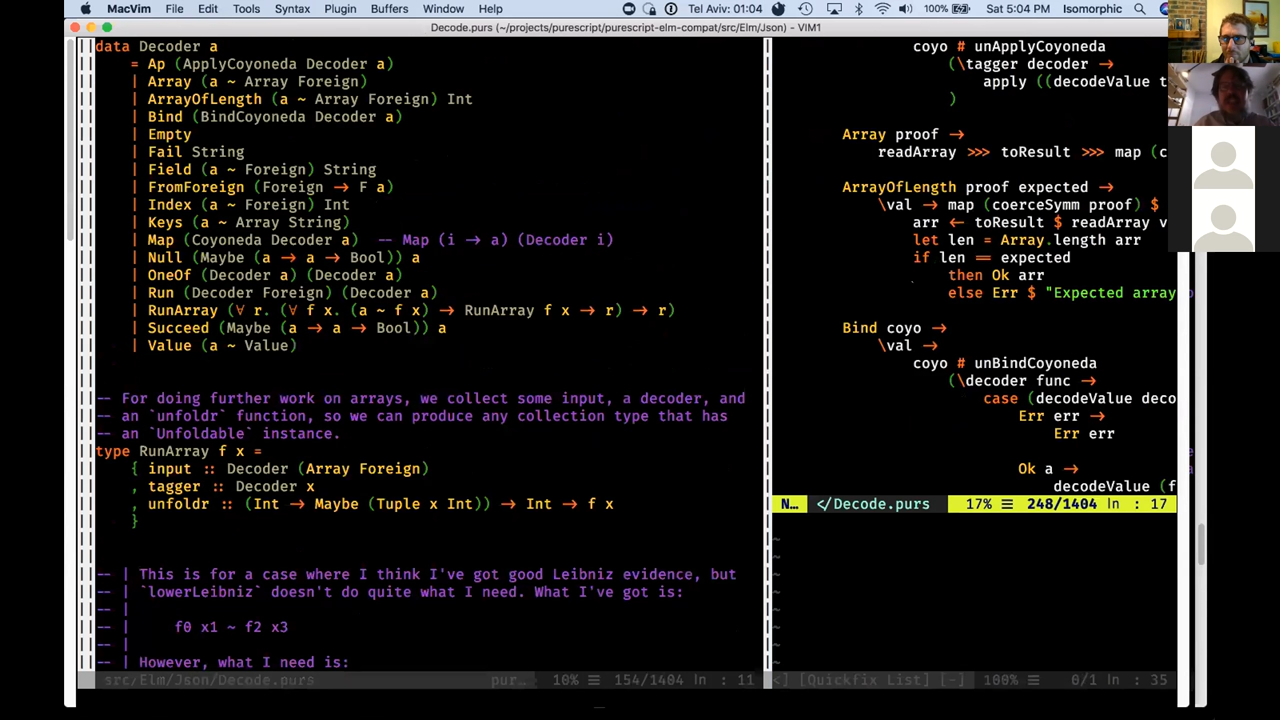 MacVim File Edit Tools Syntax Plugin Buffers Window Help Tel Aviv: 01:04 100% Sat 5:04 PM Isomorphic
Decode.purs (~/projects/purescript/purescript-elm-compat/src/Elm/Json) - VIM1
data Decoder a
= Ap (ApplyCoyoneda Decoder a)
| Array (a ~ Array Foreign)
| ArrayOfLength (a ~ Array Foreign) Int
| Bind (BindCoyoneda Decoder a)
| Empty
| Fail String
| Field (a ~ Foreign) String
| FromForeign (Foreign → F a)
| Index (a ~ Foreign) Int
| Keys (a ~ Array String)
| Map (Coyoneda Decoder a) -- Map (i → a) (Decoder i)
| Null (Maybe (a → a → Bool)) a
| OneOf (Decoder a) (Decoder a)
| Run (Decoder Foreign) (Decoder a)
| RunArray (∀ r. (∀ f x. (a ~ f x) → RunArray f x → r) → r)
| Succeed (Maybe (a → a → Bool)) a
| Value (a ~ Value)
-- For doing further work on arrays, we collect some input, a decoder, and
-- an `unfoldr` function, so we can produce any collection type that has
-- an `Unfoldable` instance.
type RunArray f x =
{ input :: Decoder (Array Foreign)
, tagger :: Decoder x
, unfoldr :: (Int → Maybe (Tuple x Int)) → Int → f x
}
-- | This is for a case where I think I've got good Leibniz evidence, but
-- | `lowerLeibniz` doesn't do quite what I need. What I've got is:
-- |
-- | f0 x1 ~ f2 x3
-- |
-- | However, what I need is:
src/Elm/Json/Decode.purs pur… 10% ☰ 154/1404 ln : 11
coyo # unApplyCoyoneda
(\tagger decoder →
apply ((decodeValue t
)
Array proof →
readArray >>> toResult >>> map (c
ArrayOfLength proof expected →
\val → map (coerceSymm proof) $
arr ← toResult $ readArray v
let len = Array.length arr
if len == expected
then Ok arr
else Err $ "Expected array
Bind coyo →
\val →
coyo # unBindCoyoneda
(\decoder func →
case (decodeValue deco
Err err →
Err err
Ok a →
decodeValue (f
N… </Decode.purs 17% ☰ 248/1404 ln : 17
~
~
~
~
~
~
~
~
<] [Quickfix List] [-] 100% ☰ 0/1 ln : 35